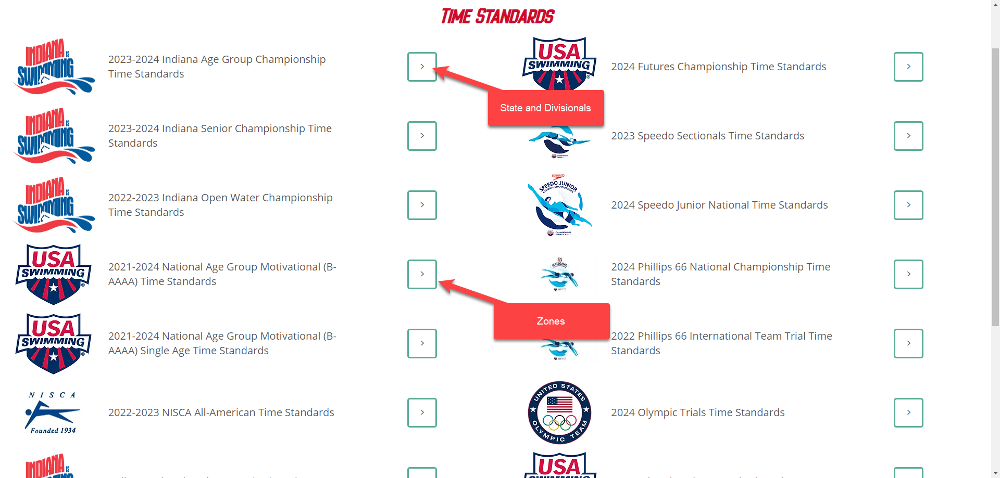 TIME STANDARDS
INDIANA IS SWIMMING
2023-2024 Indiana Age Group Championship
Time Standards
>
USA
SWIMMING
®
2024 Futures Championship Time Standards
>
State and Divisionals
INDIANA IS SWIMMING
2023-2024 Indiana Senior Championship Time
Standards
>
2023 Speedo Sectionals Time Standards
>
INDIANA IS SWIMMING
2022-2023 Indiana Open Water Championship
Time Standards
>
speedo
SPEEDO JUNIOR
NATIONAL CHAMPIONSHIPS
2024 Speedo Junior National Time Standards
>
USA
SWIMMING
®
2021-2024 National Age Group Motivational (B-
AAAA) Time Standards
>
NATIONAL
2024 Phillips 66 National Championship Time
Standards
>
Zones
USA
SWIMMING
®
2021-2024 National Age Group Motivational (B-
AAAA) Single Age Time Standards
>
2022 Phillips 66 International Team Trial Time
Standards
>
NISCA
Founded 1934
2022-2023 NISCA All-American Time Standards
>
UNITED STATES
OLYMPIC TEAM
2024 Olympic Trials Time Standards
>
INDIANA IS
USA